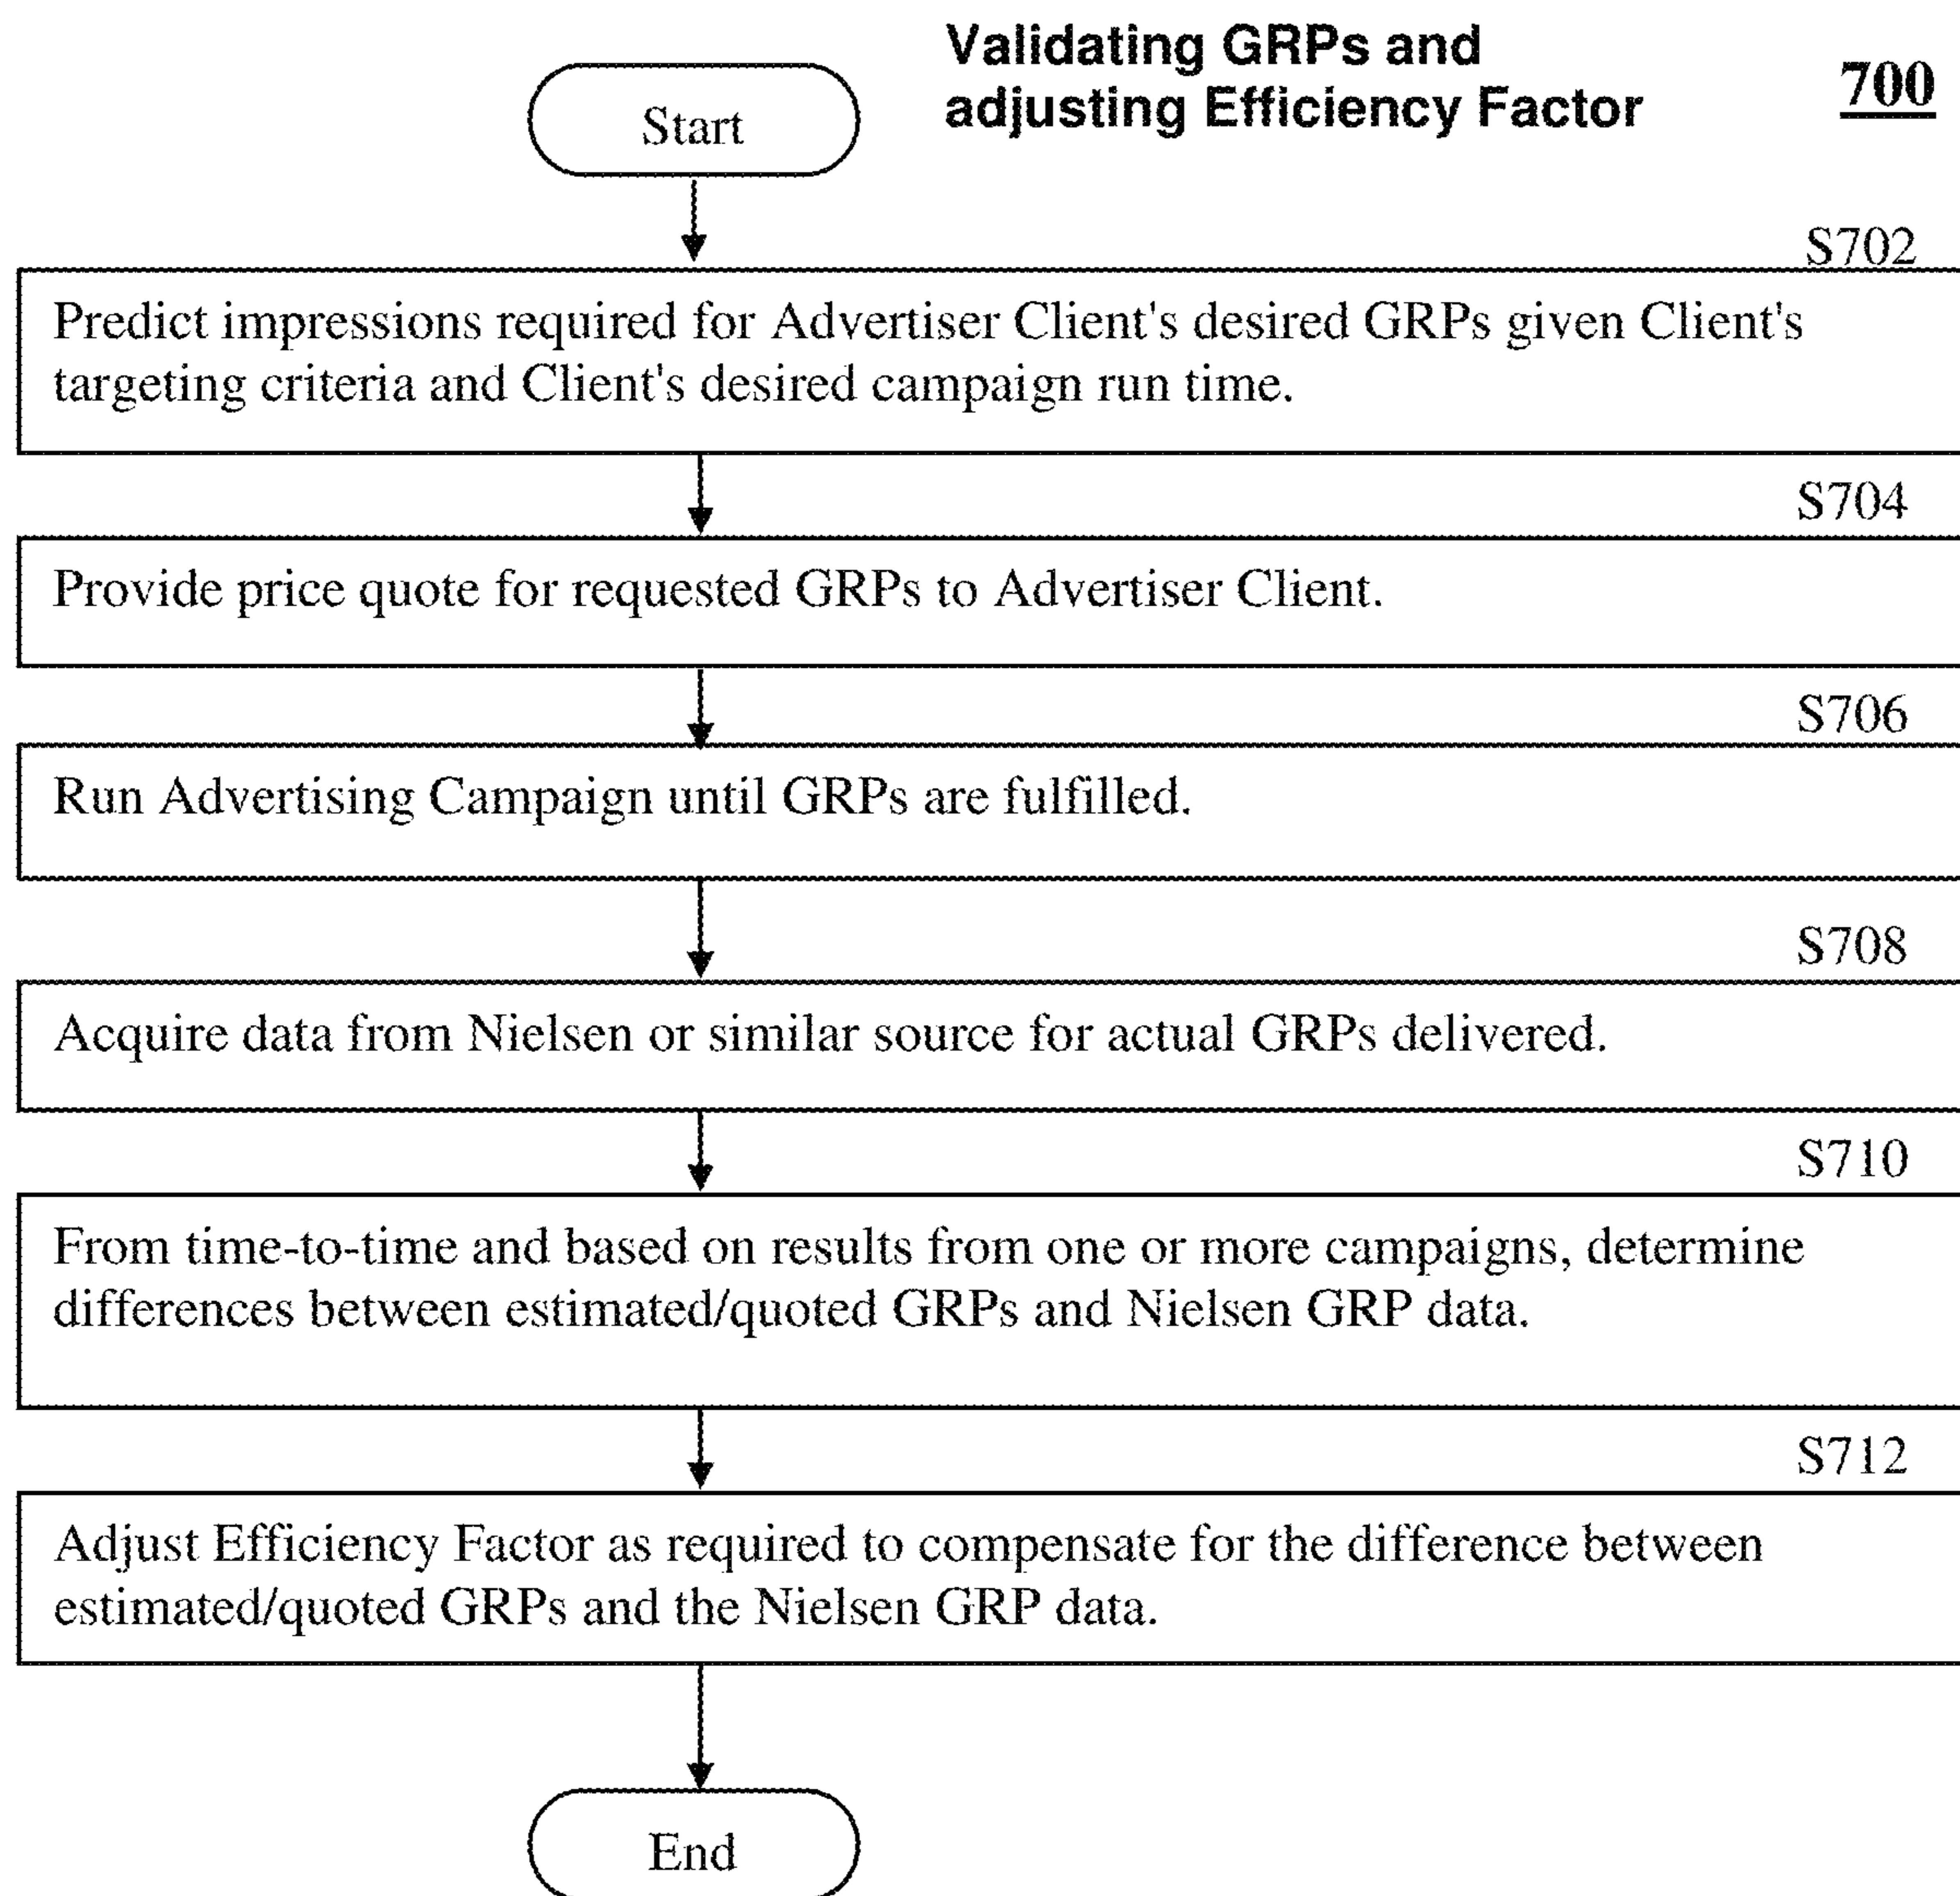 Validating GRPs and
adjusting Efficiency Factor
700
Start
S702
Predict impressions required for Advertiser Client's desired GRPs given Client's
targeting criteria and Client's desired campaign run time.
S704
Provide price quote for requested GRPs to Advertiser Client.
S706
Run Advertising Campaign until GRPs are fulfilled.
S708
Acquire data from Nielsen or similar source for actual GRPs delivered.
S710
From time-to-time and based on results from one or more campaigns, determine
differences between estimated/quoted GRPs and Nielsen GRP data.
S712
Adjust Efficiency Factor as required to compensate for the difference between
estimated/quoted GRPs and the Nielsen GRP data.
End